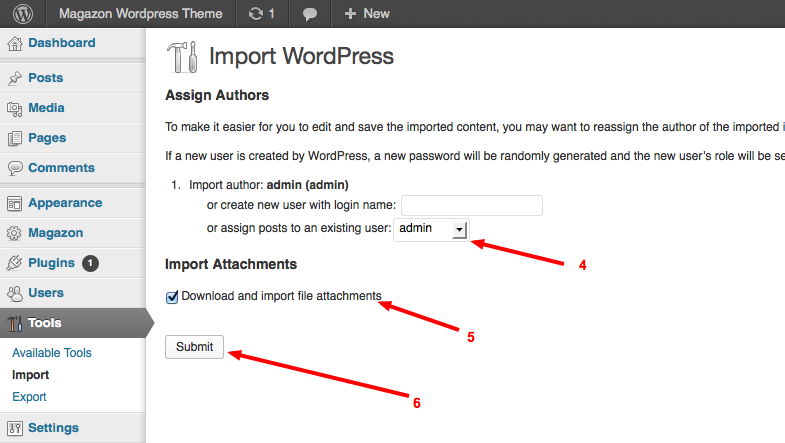 Magazon Wordpress Theme 1 New
Dashboard
Posts
Media
Pages
Comments
Appearance
Magazon
Plugins 1
Users
Tools
Available Tools
Import
Export
Settings
Import WordPress
Assign Authors
To make it easier for you to edit and save the imported content, you may want to reassign the author of the imported i
If a new user is created by WordPress, a new password will be randomly generated and the new user's role will be se
1. Import author: admin (admin)
or create new user with login name:
or assign posts to an existing user: admin
4
Import Attachments
Download and import file attachments
5
Submit
6